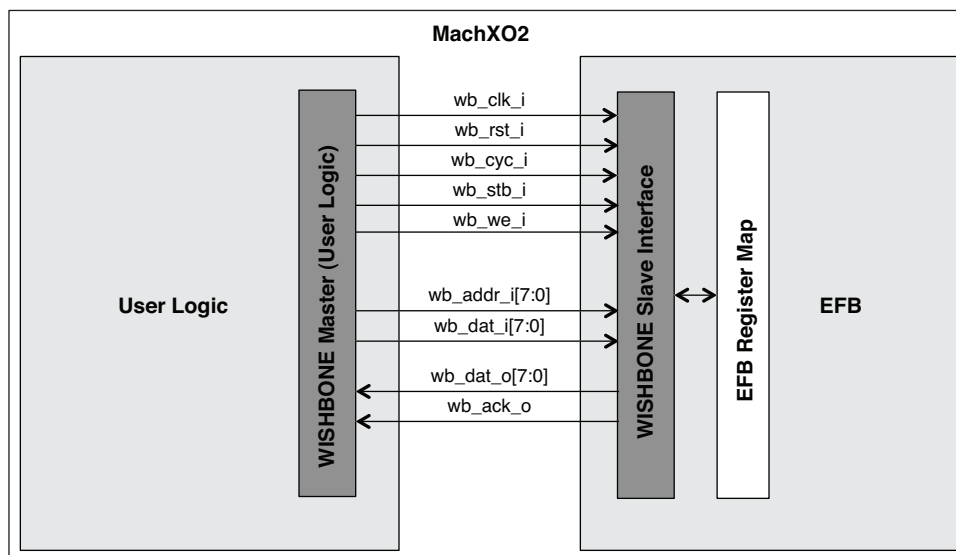 MachXO2
User Logic
WISHBONE Master (User Logic)
wb_clk_i
wb_rst_i
wb_cyc_i
wb_stb_i
wb_we_i
wb_addr_i[7:0]
wb_dat_i[7:0]
wb_dat_o[7:0]
wb_ack_o
WISHBONE Slave Interface
EFB Register Map
EFB